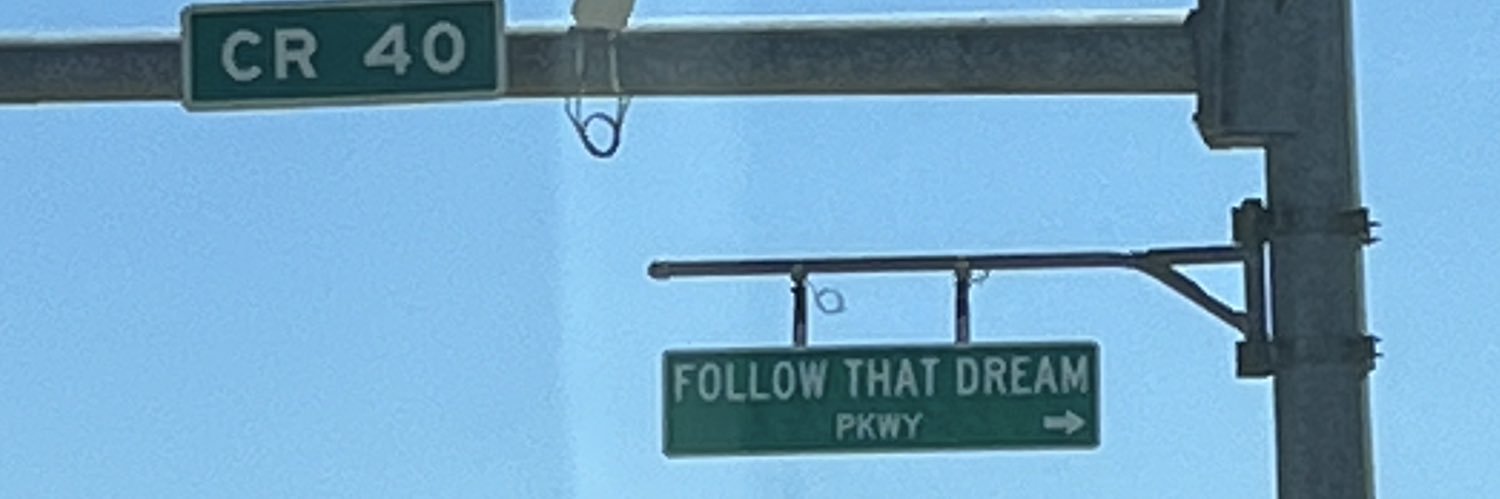 CR 40
FOLLOW THAT DREAM
PKWY →